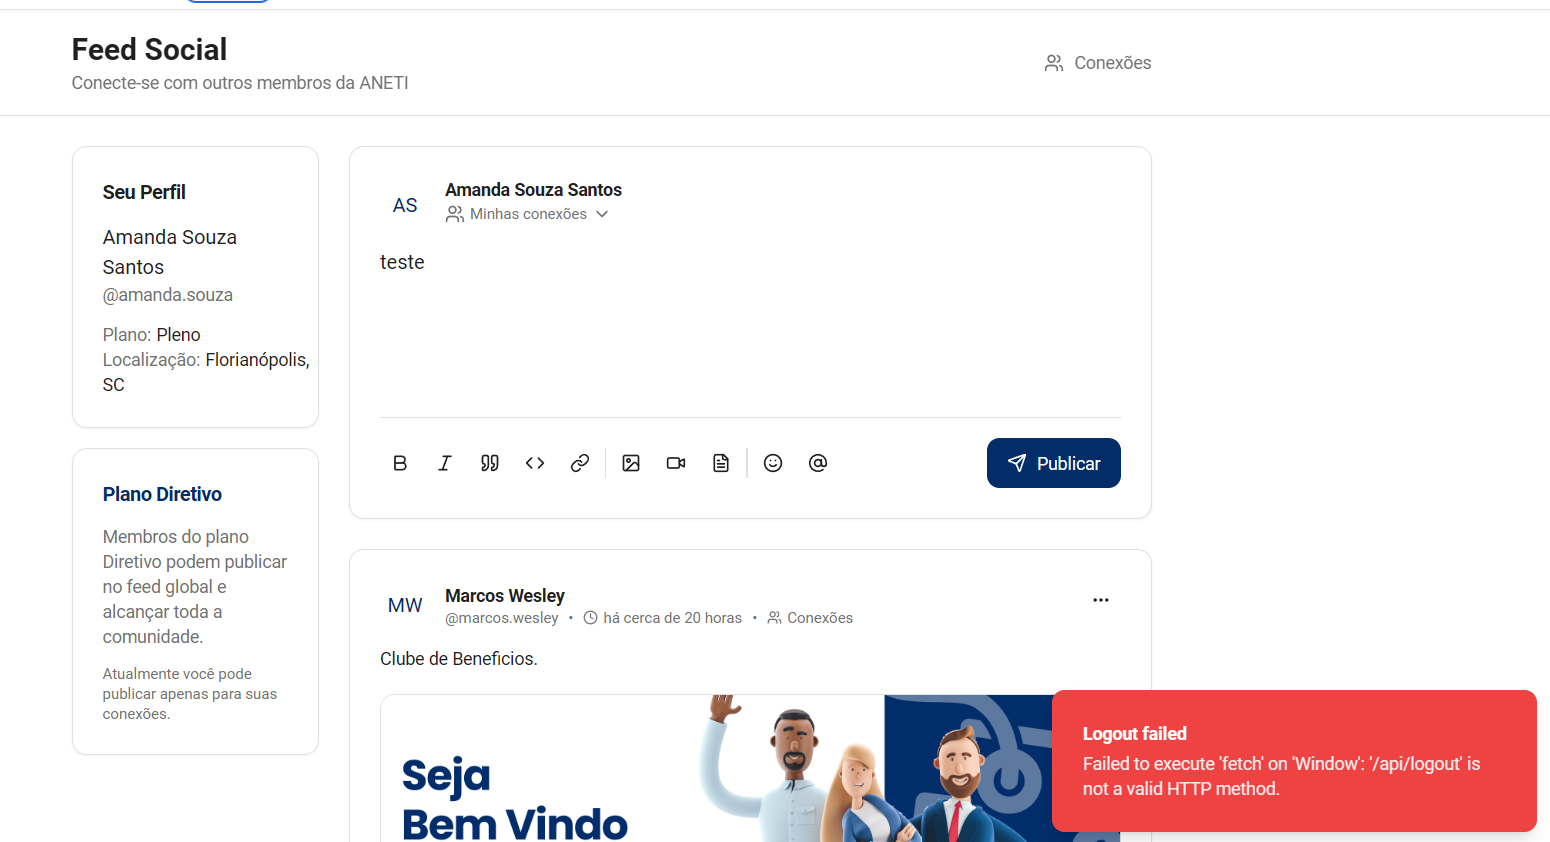 Feed Social
Conecte-se com outros membros da ANETI
Conexões
Seu Perfil
Amanda Souza
Santos
@amanda.souza
Plano: Pleno
Localização: Florianópolis,
SC
Plano Diretivo
Membros do plano
Diretivo podem publicar
no feed global e
alcançar toda a
comunidade.
Atualmente você pode
publicar apenas para suas
conexões.
AS
Amanda Souza Santos
Minhas conexões
teste
Publicar
MW
Marcos Wesley
@marcos.wesley • há cerca de 20 horas • Conexões
Clube de Beneficios.
Seja
Bem Vindo
Logout failed
Failed to execute 'fetch' on 'Window': '/api/logout' is
not a valid HTTP method.